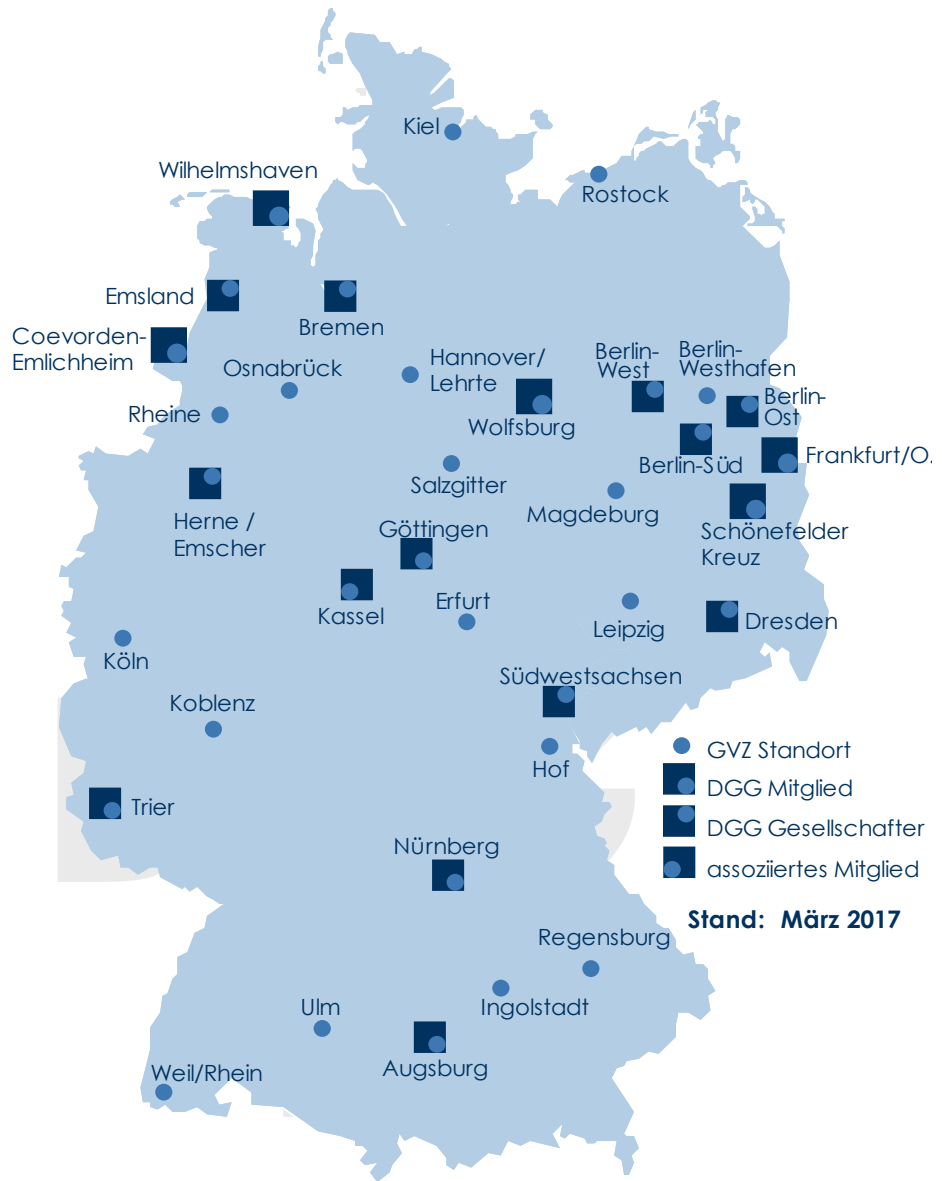 Kiel
Rostock
Wilhelmshaven
Emsland
Bremen
Coevorden-
Emlichheim
Osnabrück
Hannover/
Lehrte
Berlin-
West
Berlin-
Westhafen
Berlin-
Ost
Rheine
Wolfsburg
Berlin-Süd
Frankfurt/O.
Salzgitter
Magdeburg
Herne /
Emscher
Göttingen
Schönefelder
Kreuz
Kassel
Erfurt
Leipzig
Dresden
Köln
Südwestsachsen
Koblenz
Hof
Trier
Nürnberg
GVZ Standort
DGG Mitglied
DGG Gesellschafter
assoziiertes Mitglied
Stand: März 2017
Regensburg
Ingolstadt
Ulm
Augsburg
Weil/Rhein